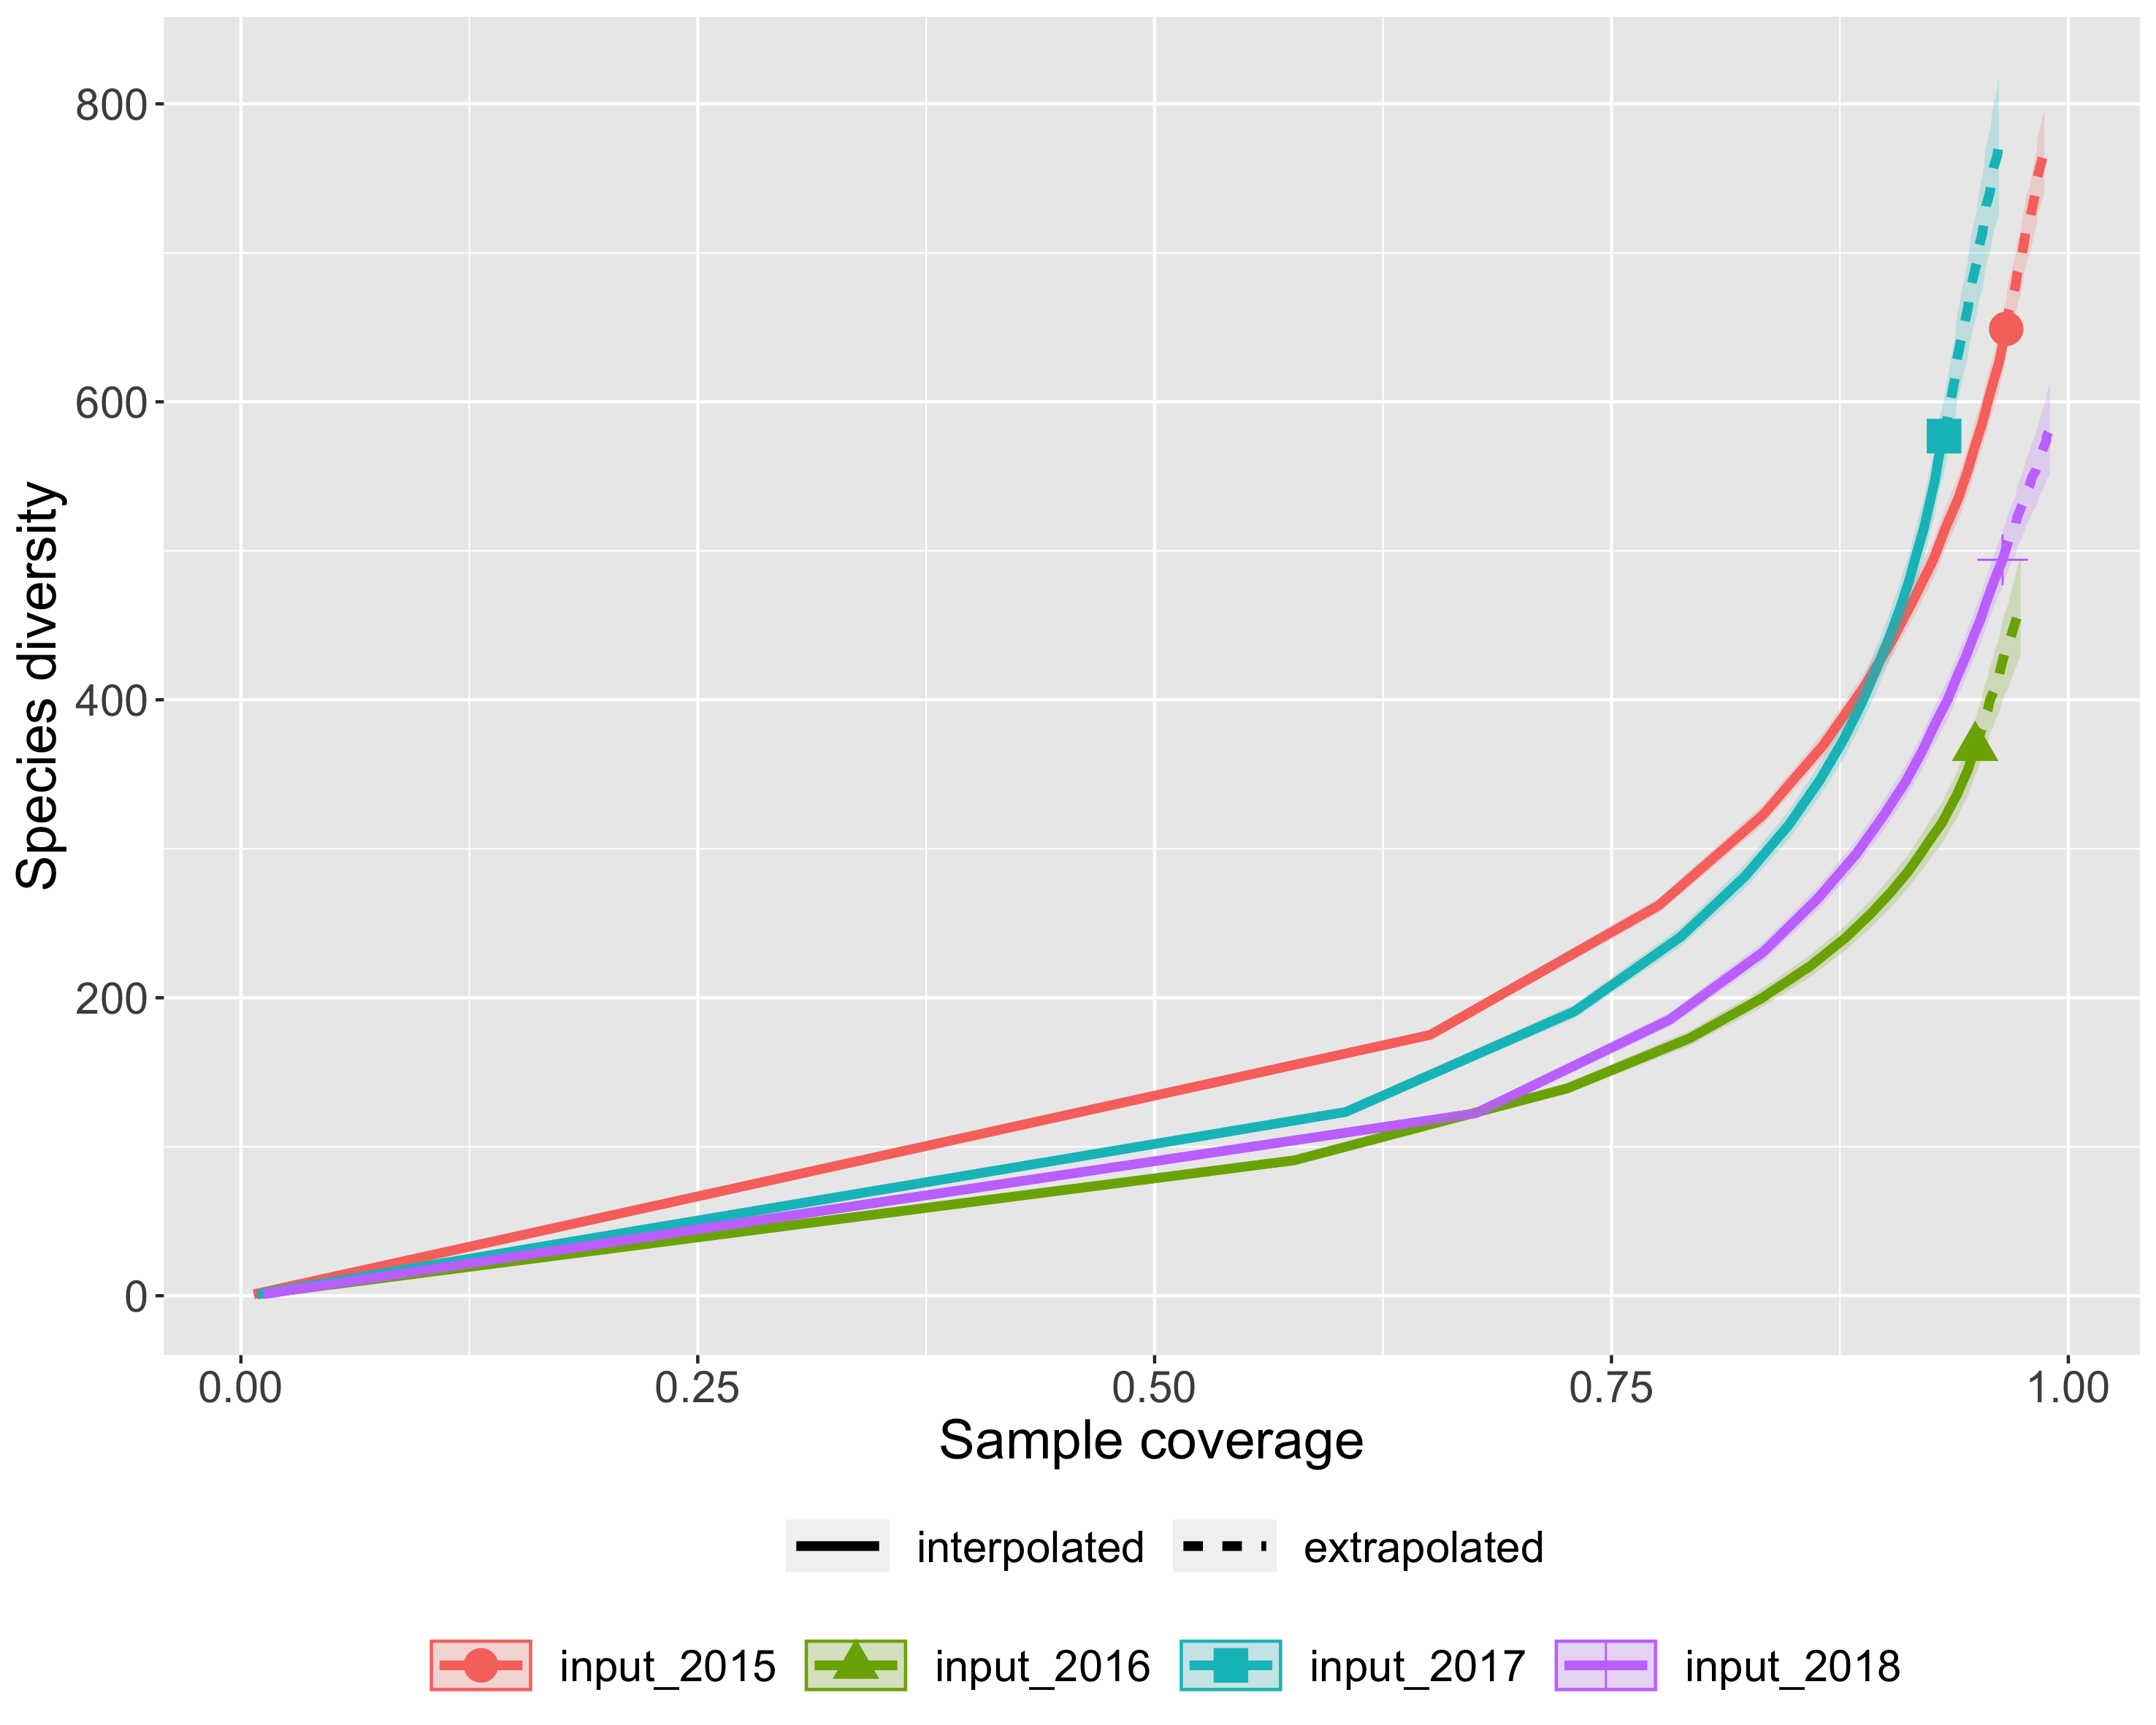 800
600
400
200
0
Species diversity
0.00 0.25 0.50 0.75 1.00
Sample coverage
interpolated extrapolated
input_2015 input_2016 input_2017 input_2018